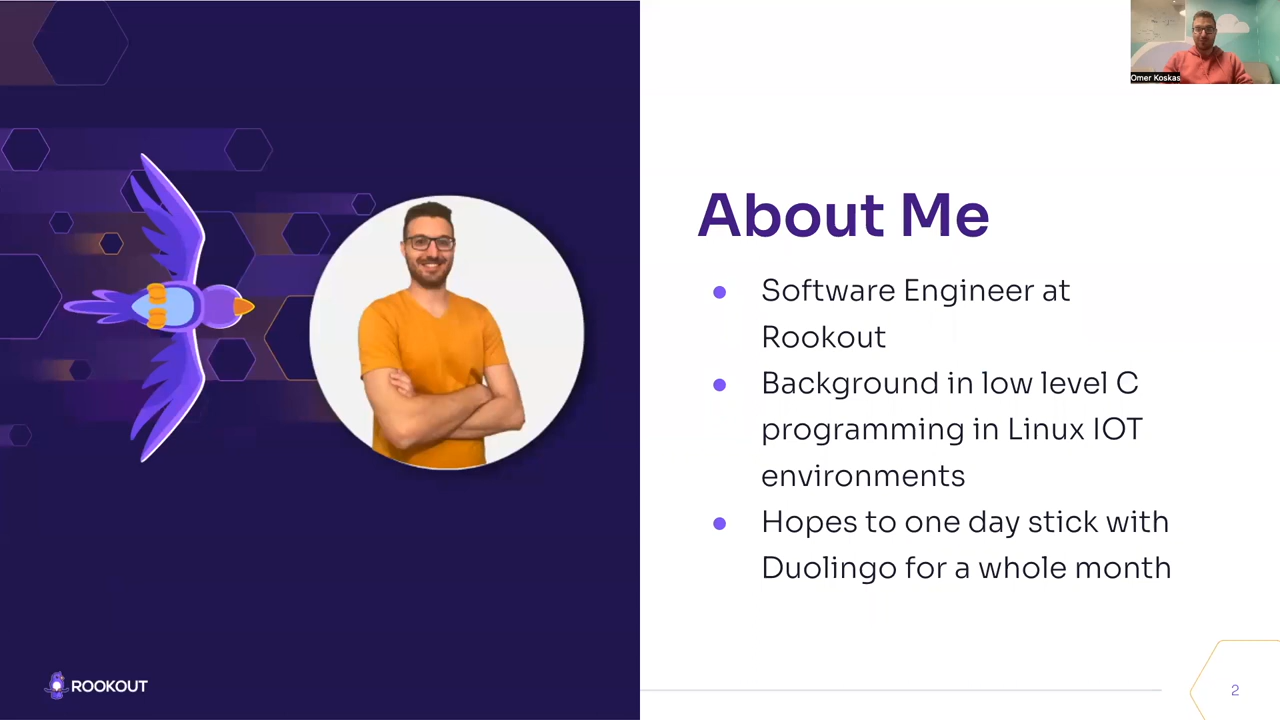 Omer Koskas
About Me
Software Engineer at
Rookout
Background in low level C
programming in Linux IOT
environments
Hopes to one day stick with
Duolingo for a whole month
ROOKOUT
2